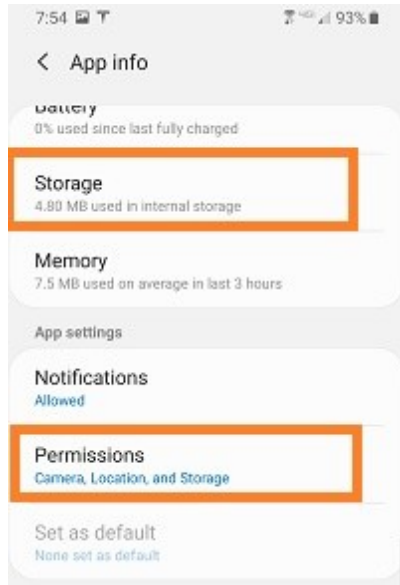 7:54
93%
< App info
Battery
0% used since last fully charged
Storage
4.80 MB used in internal storage
Memory
7.5 MB used on average in last 3 hours
App settings
Notifications
Allowed
Permissions
Camera, Location, and Storage
Set as default
None set as default